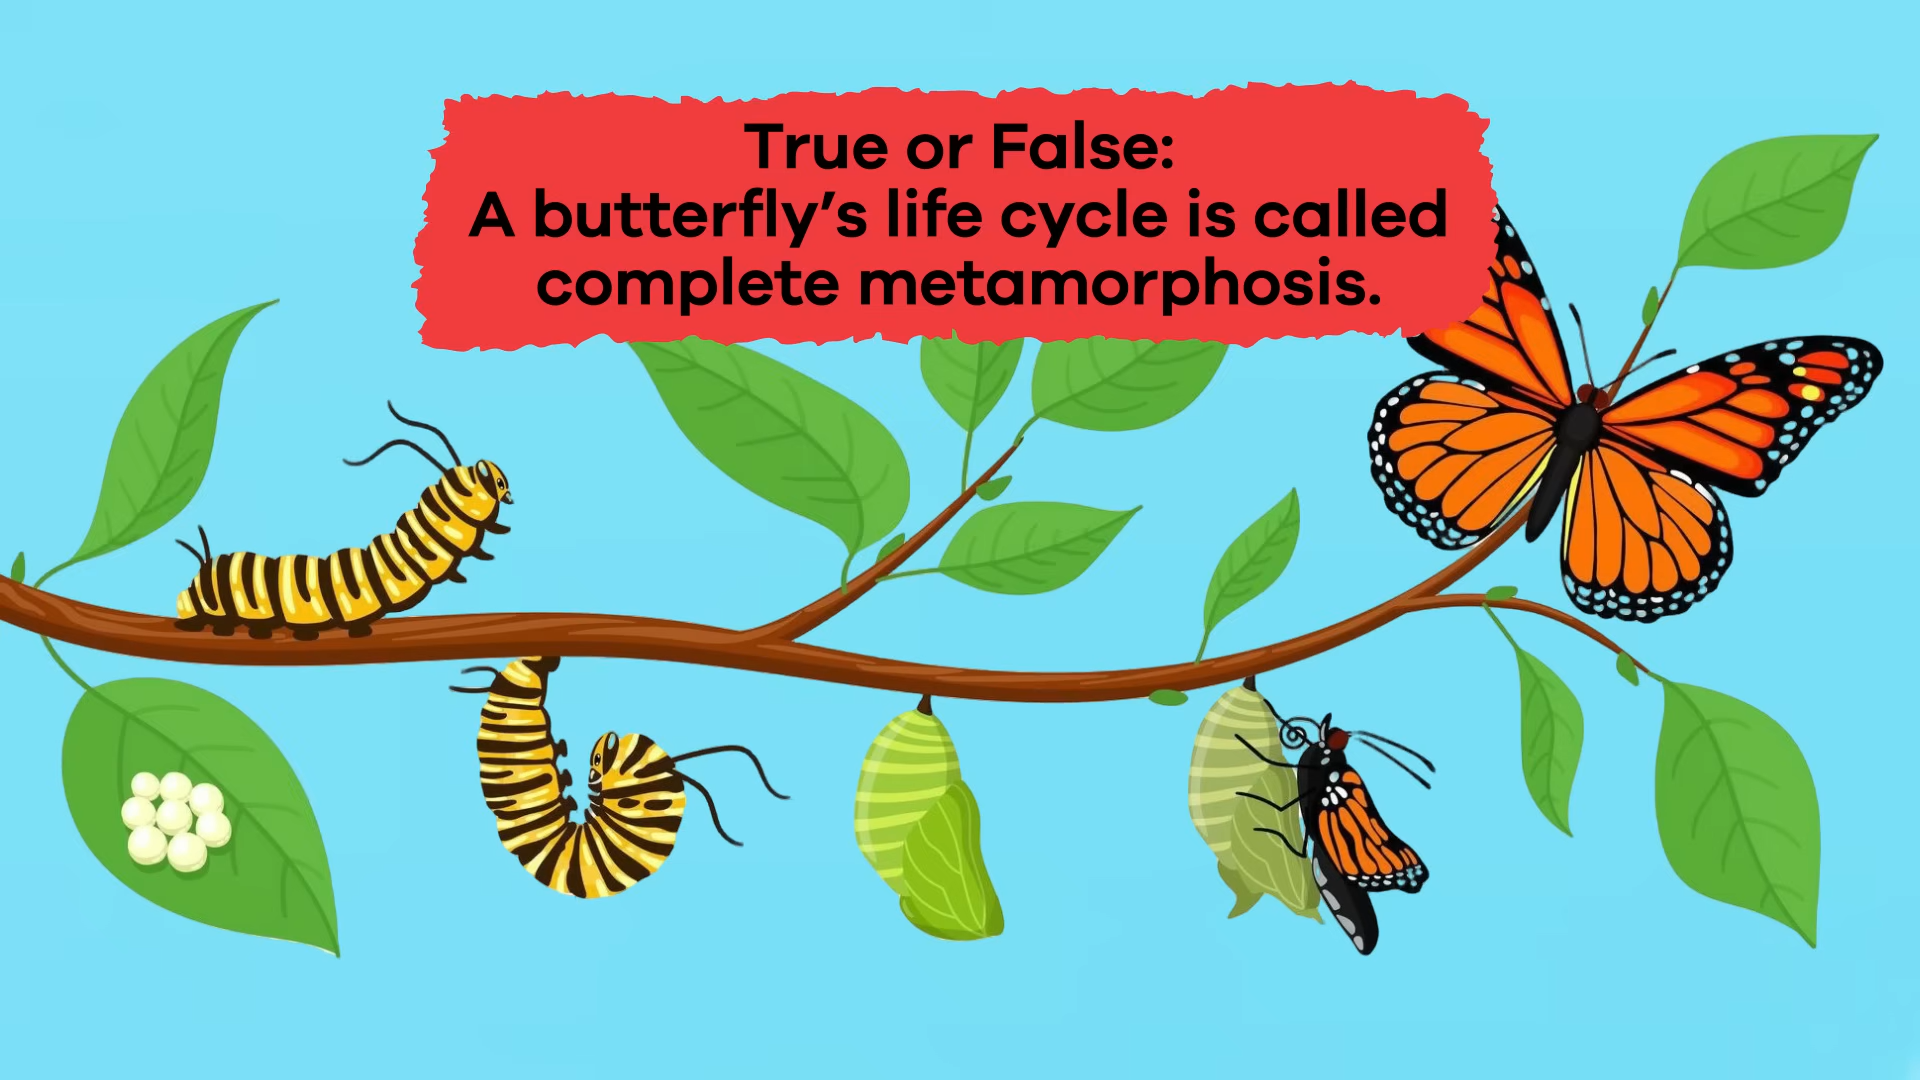 True or False:
A butterfly’s life cycle is called
complete metamorphosis.